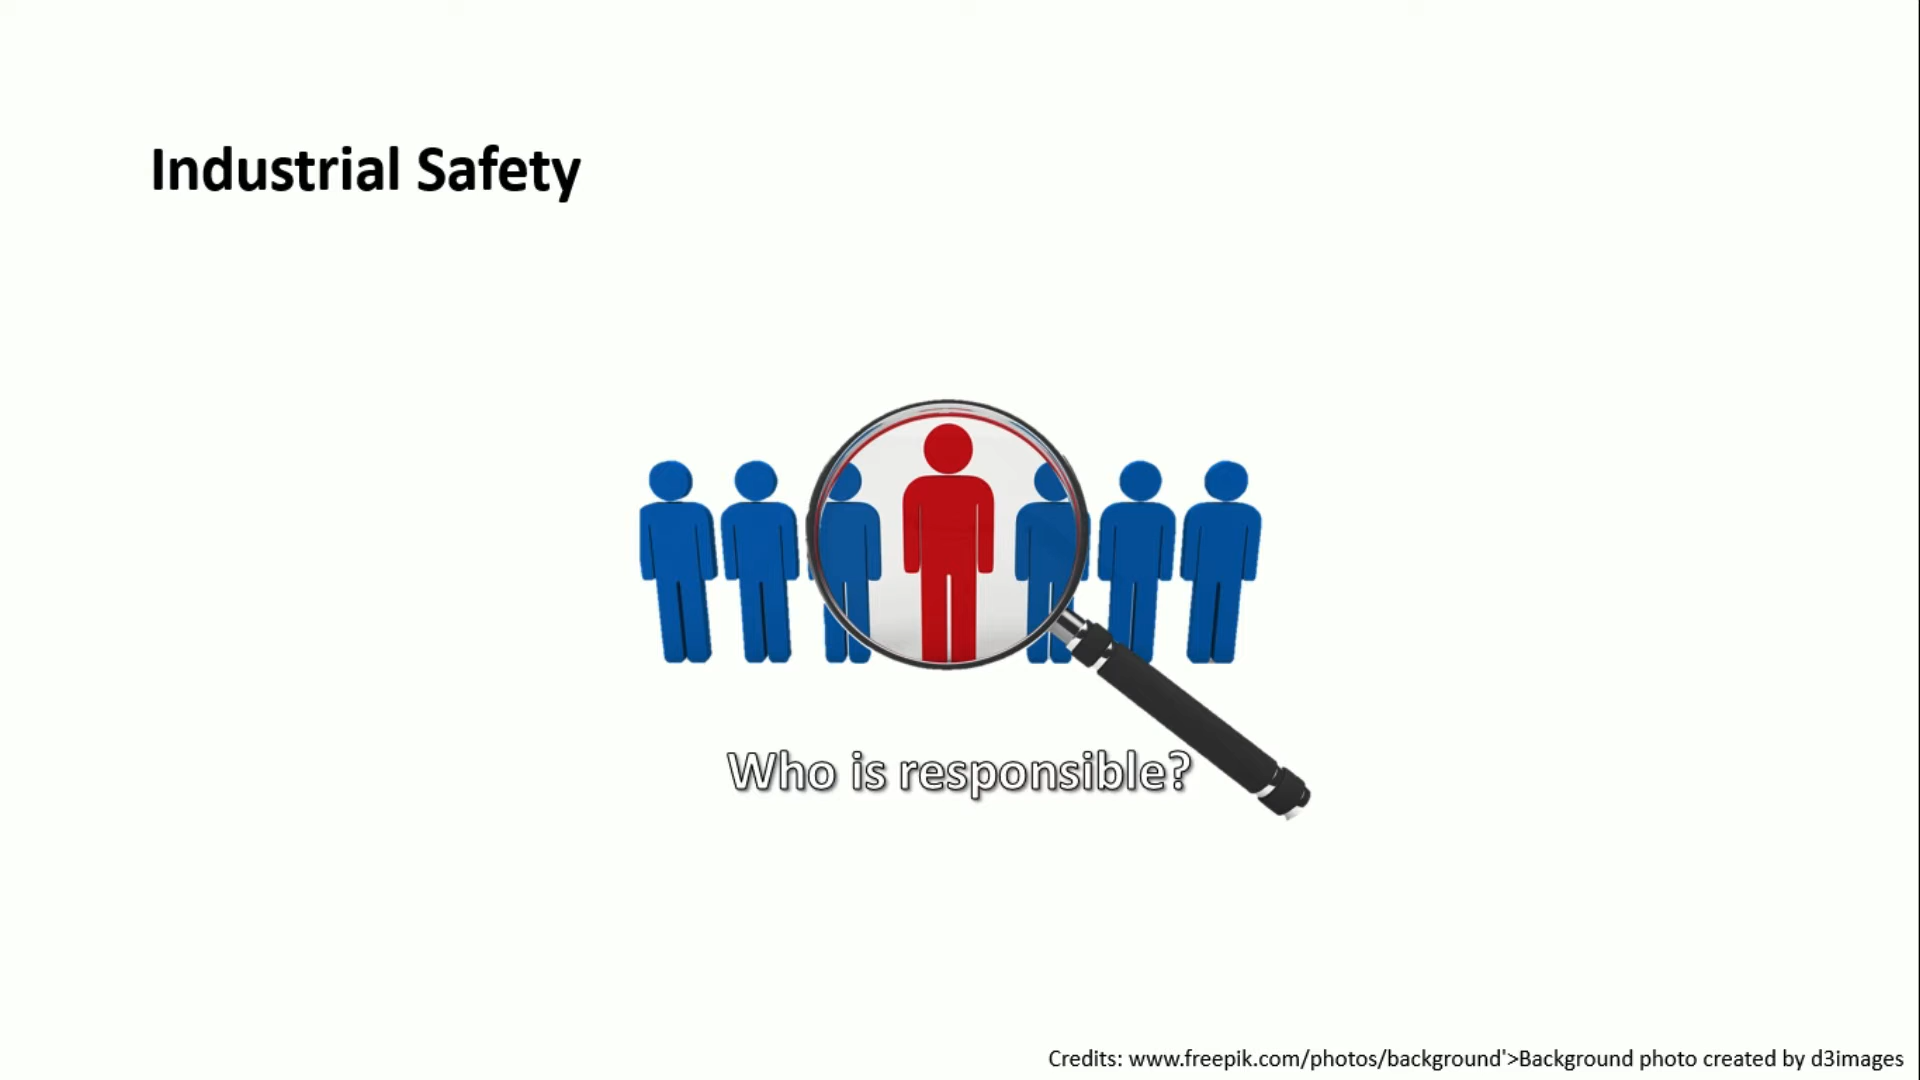 Industrial Safety
Who is responsible?
Credits: www.freepik.com/photos/background'>Background photo created by d3images